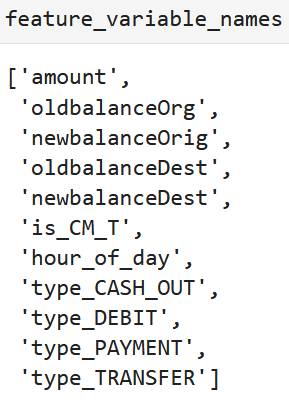 feature_variable_names
['amount',
'oldbalanceOrg',
'newbalanceOrig',
'oldbalanceDest',
'newbalanceDest',
'is_CM_T',
'hour_of_day',
'type_CASH_OUT',
'type_DEBIT',
'type_PAYMENT',
'type_TRANSFER']